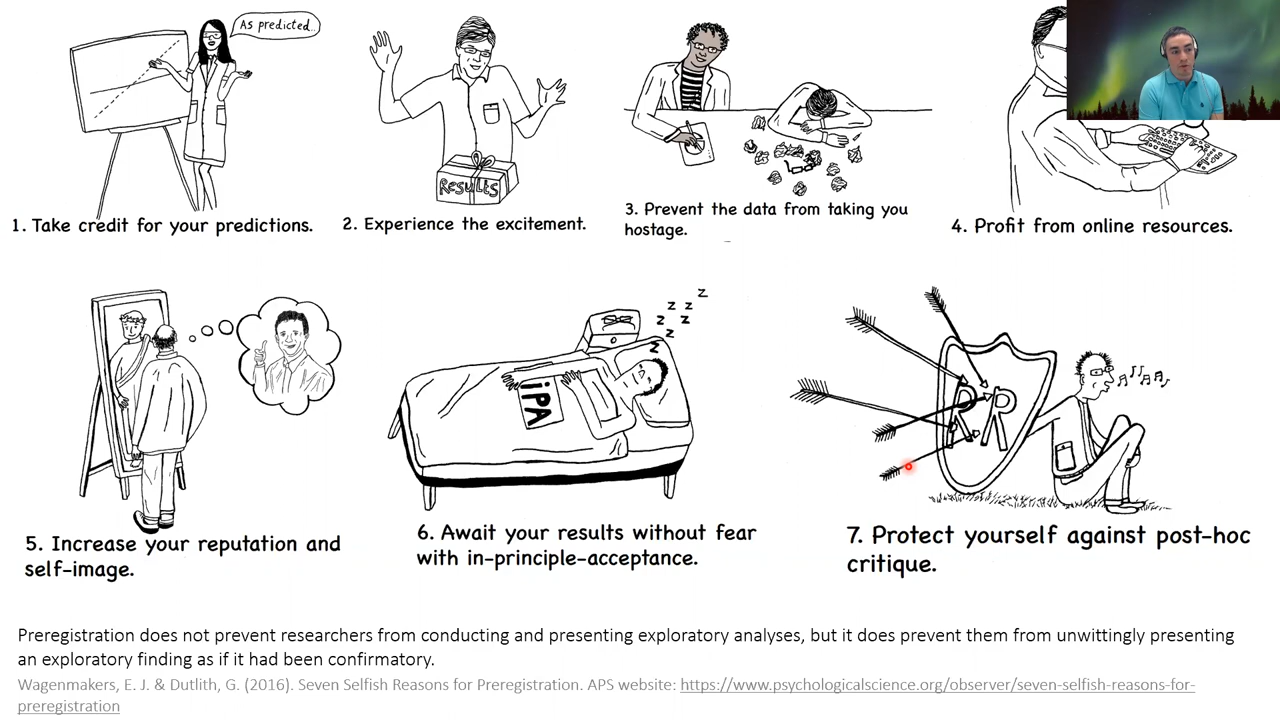 As predicted..
Results
1. Take credit for your predictions.
2. Experience the excitement.
3. Prevent the data from taking you
hostage.
4. Profit from online resources.
z z z z z z z
iPA
RR
5. Increase your reputation and
self-image.
6. Await your results without fear
with in-principle-acceptance.
7. Protect yourself against post-hoc
critique.
Preregistration does not prevent researchers from conducting and presenting exploratory analyses, but it does prevent them from unwittingly presenting
an exploratory finding as if it had been confirmatory.
Wagenmakers, E. J. & Dutlith, G. (2016). Seven Selfish Reasons for Preregistration. APS website: https://www.psychologicalscience.org/observer/seven-selfish-reasons-for-
preregistration